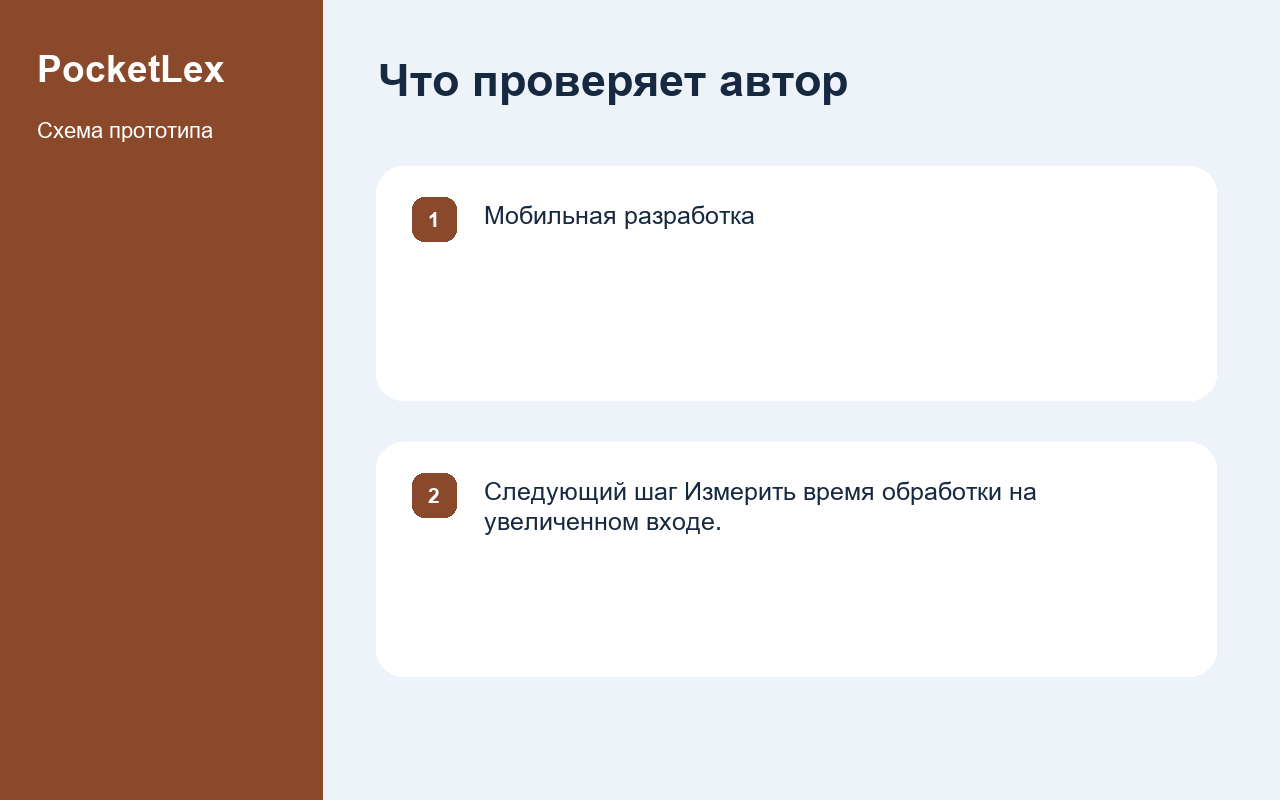 PocketLex
Схема прототипа
Что проверяет автор
1
Мобильная разработка
2
Следующий шаг Измерить время обработки на
увеличенном входе.